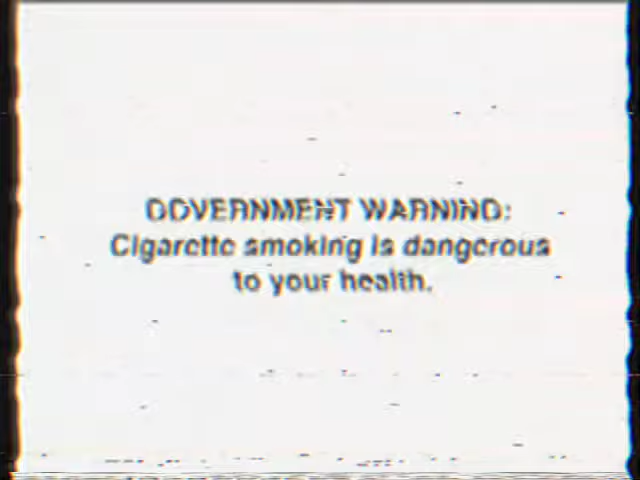 GOVERNMENT WARNING:
Cigarette smoking is dangerous
to your health.